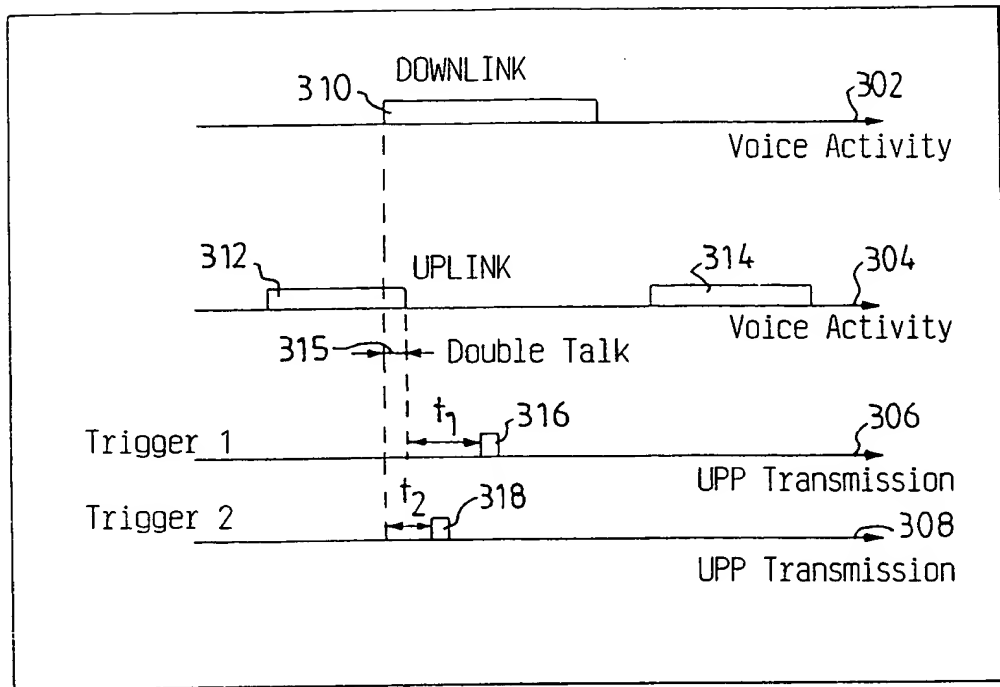 DOWNLINK
310
302
Voice Activity
312
UPLINK
314
304
Voice Activity
315
Double Talk
t1
316
306
Trigger 1
UPP Transmission
t2
318
308
Trigger 2
UPP Transmission